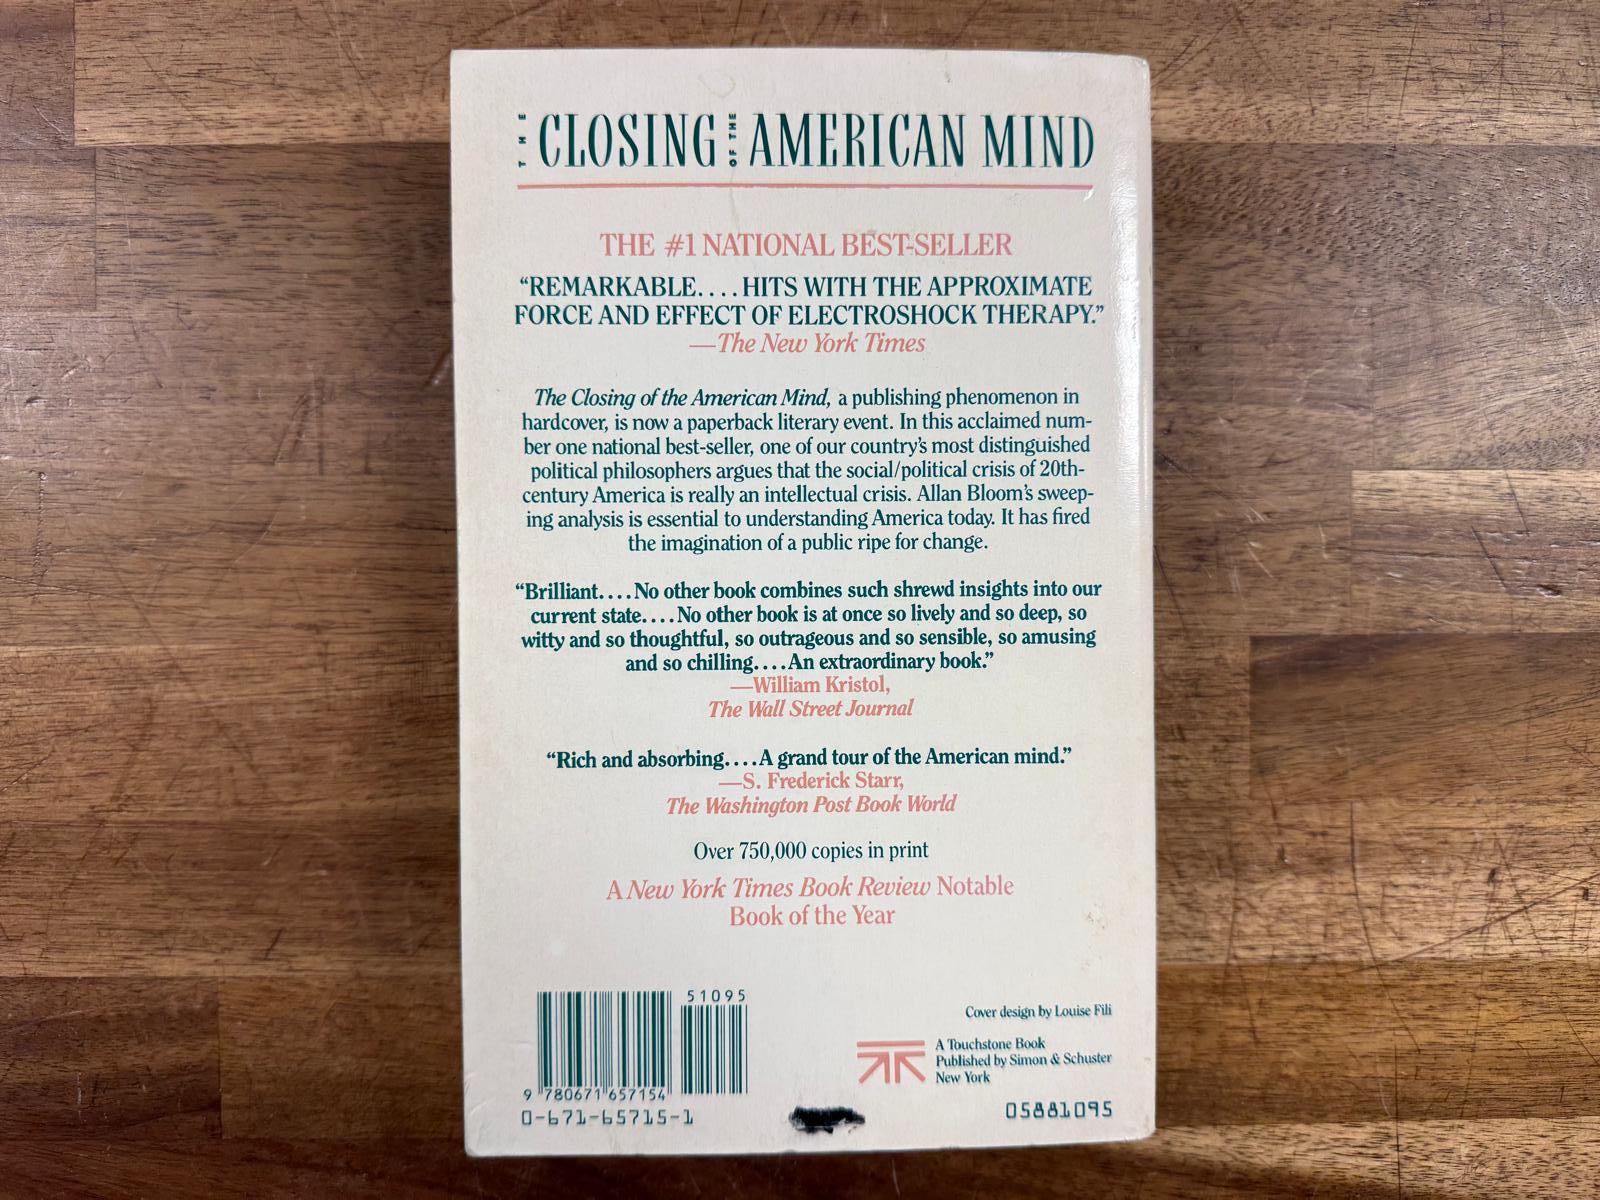 THE CLOSING OF THE AMERICAN MIND
THE #1 NATIONAL BEST-SELLER
“REMARKABLE. . . . HITS WITH THE APPROXIMATE
FORCE AND EFFECT OF ELECTROSHOCK THERAPY.”
—The New York Times
The Closing of the American Mind, a publishing phenomenon in
hardcover, is now a paperback literary event. In this acclaimed num-
ber one national best-seller, one of our country’s most distinguished
political philosophers argues that the social/political crisis of 20th-
century America is really an intellectual crisis. Allan Bloom’s sweep-
ing analysis is essential to understanding America today. It has fired
the imagination of a public ripe for change.
“Brilliant. . . . No other book combines such shrewd insights into our
current state. . . . No other book is at once so lively and so deep, so
witty and so thoughtful, so outrageous and so sensible, so amusing
and so chilling. . . . An extraordinary book.”
—William Kristol,
The Wall Street Journal
“Rich and absorbing. . . . A grand tour of the American mind.”
—S. Frederick Starr,
The Washington Post Book World
Over 750,000 copies in print
A New York Times Book Review Notable
Book of the Year
51095
9 780671 657154
0-671-65715-1
Cover design by Louise Fili
A Touchstone Book
Published by Simon & Schuster
New York
05881095